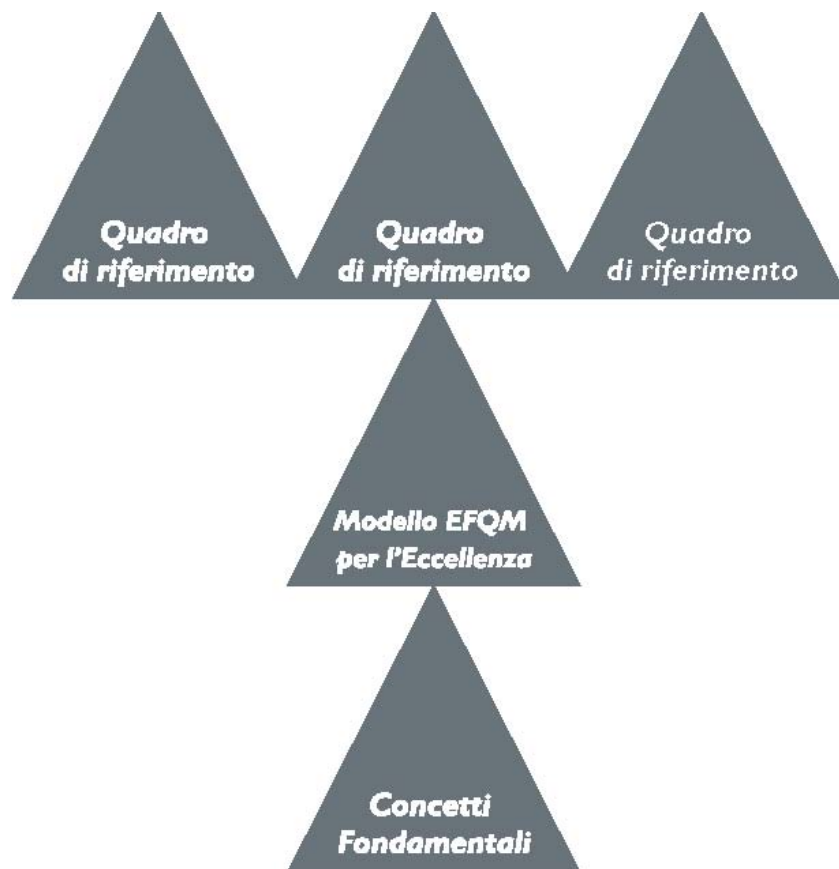 Quadro
di riferimento
Quadro
di riferimento
Quadro
di riferimento
Modello EFQM
per l'Eccellenza
Concetti
Fondamentali